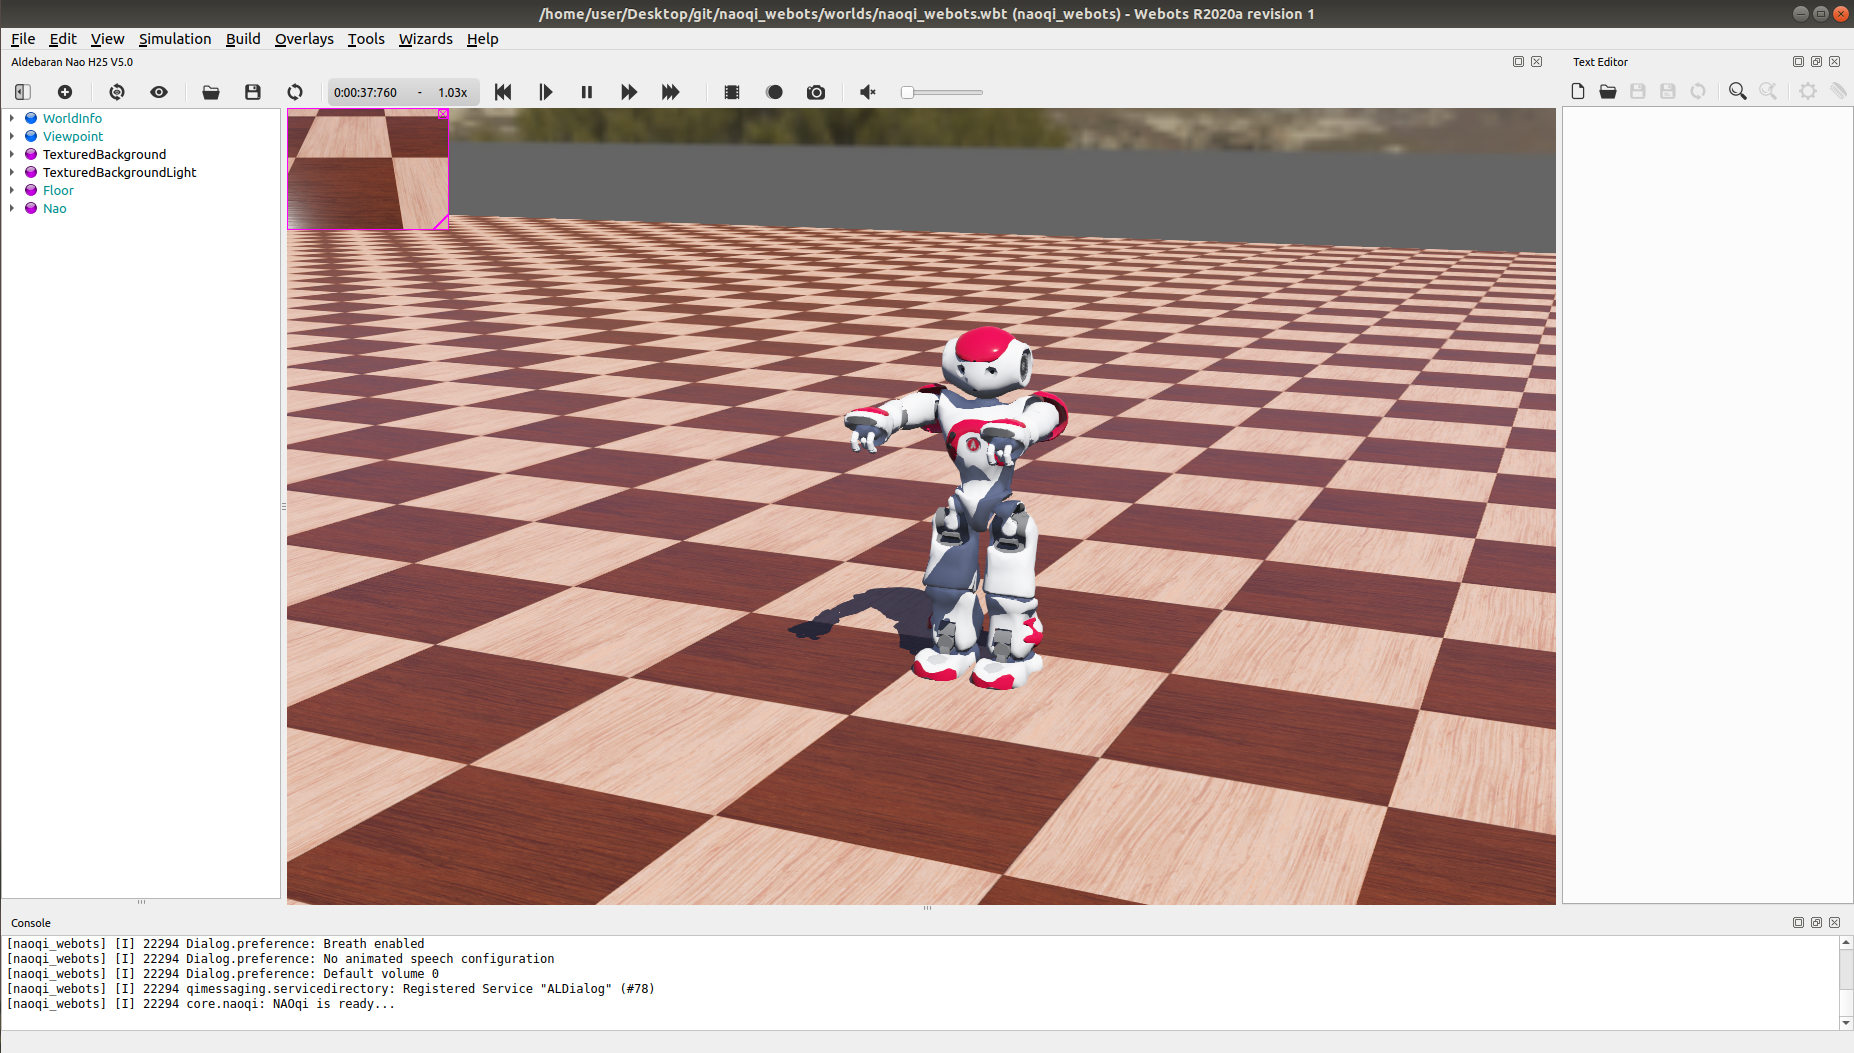 /home/user/Desktop/git/naoqi_webots/worlds/naoqi_webots.wbt (naoqi_webots) - Webots R2020a revision 1
File Edit View Simulation Build Overlays Tools Wizards Help
Aldebaran Nao H25 V5.0
Text Editor
0:00:37:760 - 1.03x
WorldInfo
Viewpoint
TexturedBackground
TexturedBackgroundLight
Floor
Nao
Console
[naoqi_webots] [I] 22294 Dialog.preference: Breath enabled
[naoqi_webots] [I] 22294 Dialog.preference: No animated speech configuration
[naoqi_webots] [I] 22294 Dialog.preference: Default volume 0
[naoqi_webots] [I] 22294 qimessaging.servicedirectory: Registered Service "ALDialog" (#78)
[naoqi_webots] [I] 22294 core.naoqi: NAOqi is ready...